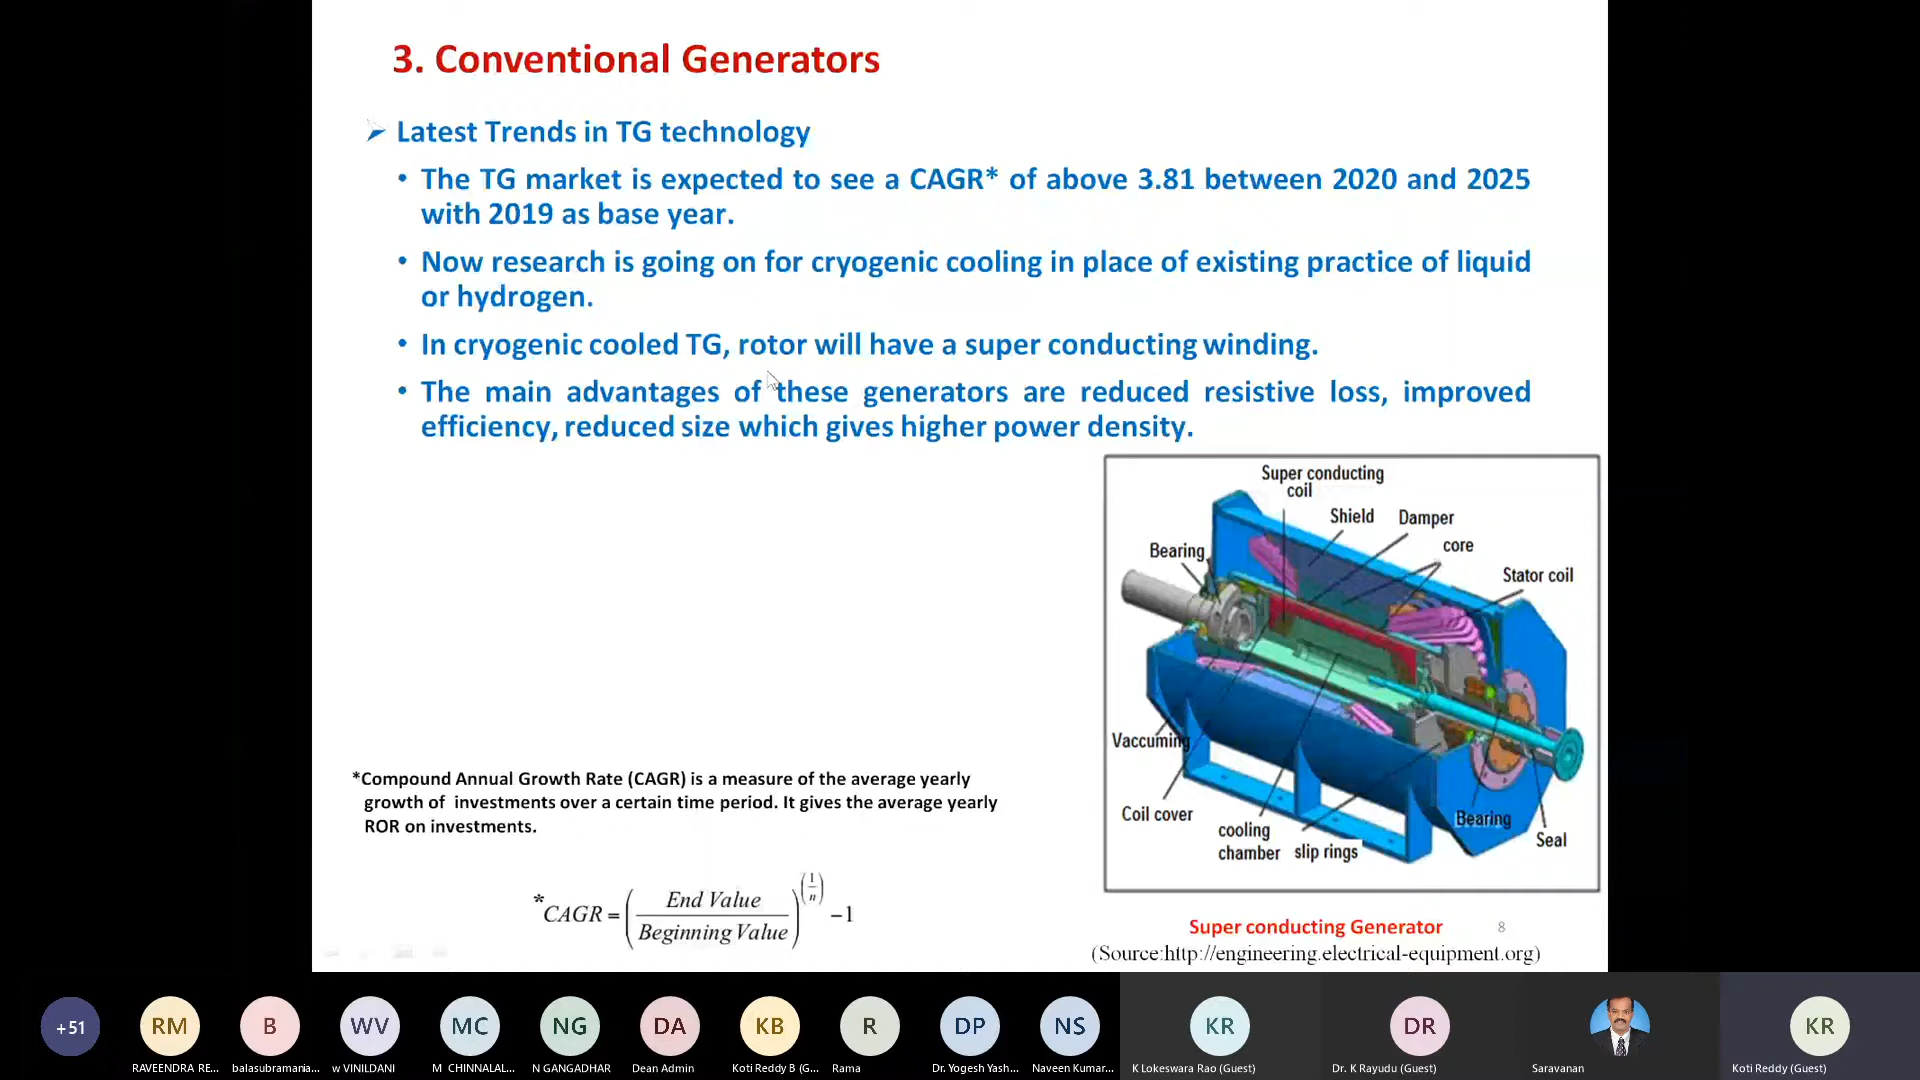 3. Conventional Generators
➢ Latest Trends in TG technology
• The TG market is expected to see a CAGR* of above 3.81 between 2020 and 2025
with 2019 as base year.
• Now research is going on for cryogenic cooling in place of existing practice of liquid
or hydrogen.
• In cryogenic cooled TG, rotor will have a super conducting winding.
• The main advantages of these generators are reduced resistive loss, improved
efficiency, reduced size which gives higher power density.
Super conducting
coil
Shield
Damper
core
Bearing
Stator coil
Vaccuming
Coil cover
cooling
chamber
slip rings
Bearing
Seal
*Compound Annual Growth Rate (CAGR) is a measure of the average yearly
growth of investments over a certain time period. It gives the average yearly
ROR on investments.
*CAGR = (End Value / Beginning Value)^(1/n) −1
Super conducting Generator
8
(Source:http://engineering.electrical-equipment.org)
+51
RM
B
WV
MC
NG
DA
KB
R
DP
NS
KR
DR
KR
RAVEENDRA RE...
balasubramania...
w VINILDANI
M CHINNALAL...
N GANGADHAR
Dean Admin
Koti Reddy B (G...
Rama
Dr. Yogesh Yash...
Naveen Kumar...
K Lokeswara Rao (Guest)
Dr. K Rayudu (Guest)
Saravanan
Koti Reddy (Guest)